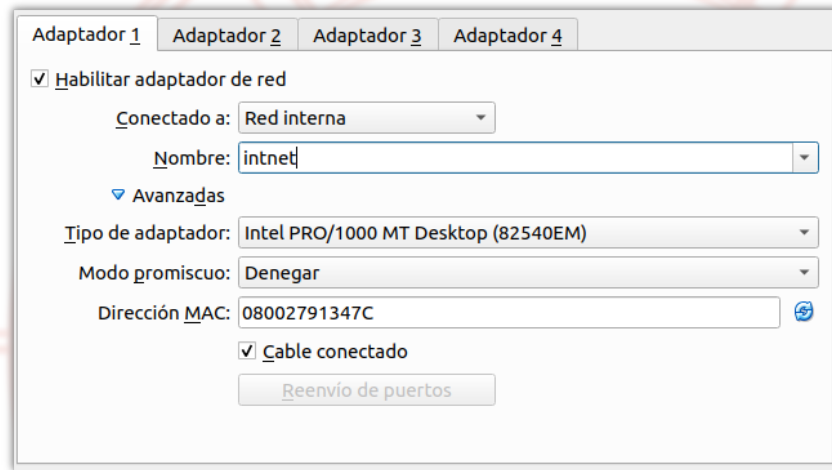 Adaptador 1 Adaptador 2 Adaptador 3 Adaptador 4
Habilitar adaptador de red
Conectado a: Red interna
Nombre: intnet
Avanzadas
Tipo de adaptador: Intel PRO/1000 MT Desktop (82540EM)
Modo promiscuo: Denegar
Dirección MAC: 08002791347C
Cable conectado
Reenvío de puertos